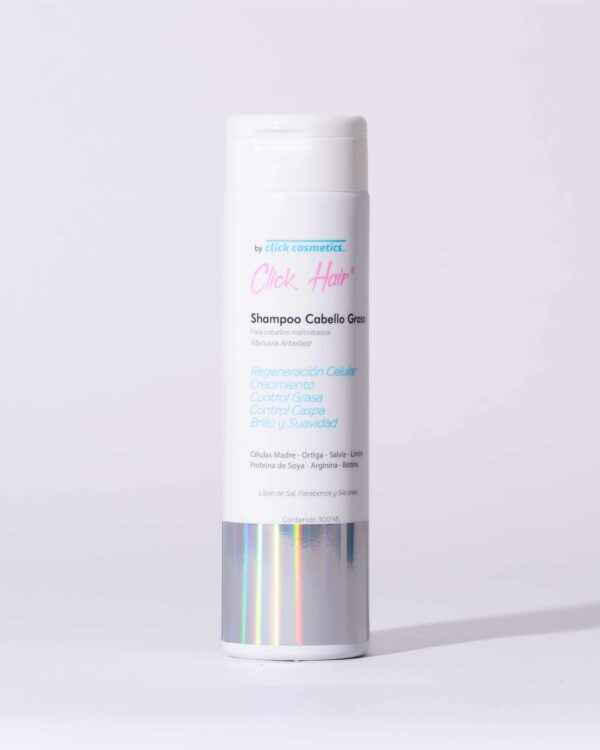 by click cosmetics
Click Hair®
Shampoo Cabello Graso
Para cabellos maltratados
Manuela Arbelaez
Regeneración Celular
Crecimiento
Control Grasa
Control Caspa
Brillo y Suavidad
Células Madre - Ortiga - Salvia - Limón
Proteína de Soya - Arginina - Biotina
Libre de Sal, Parabenos y Siliconas
Contenido 300 ML